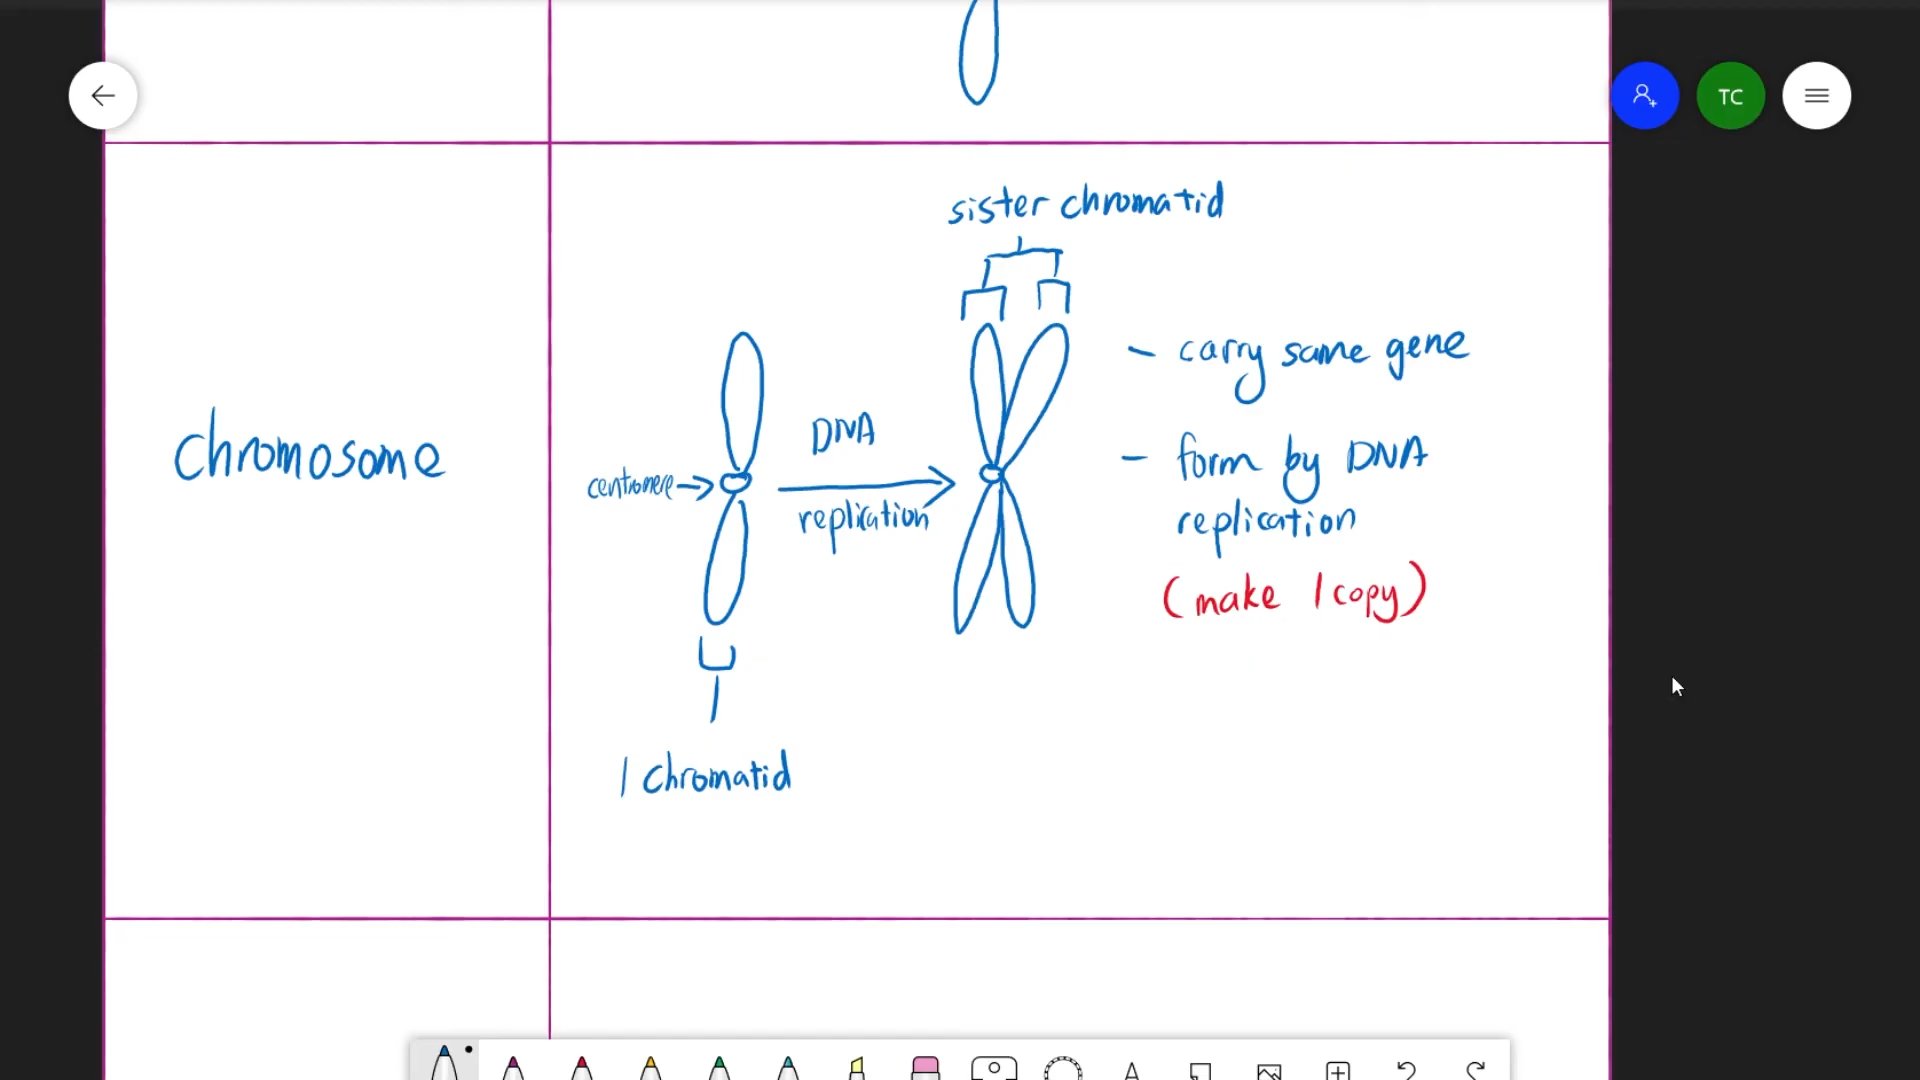 TC
sister chromatid
- carry same gene
DNA
chromosome
- form by DNA
centromere
replication
replication
(make 1 copy)
1 chromatid